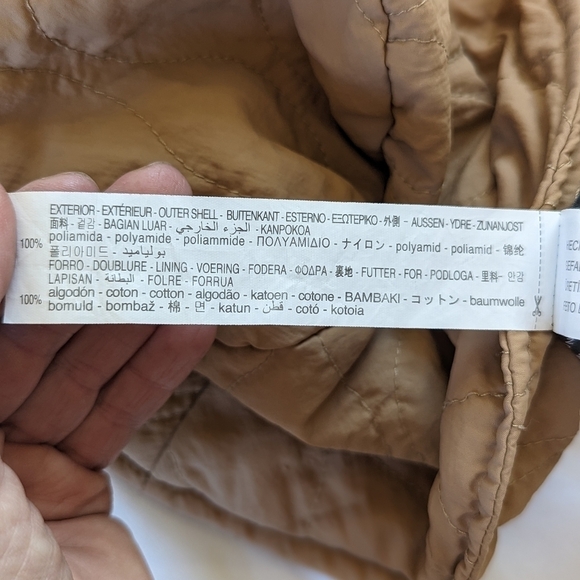 EXTERIOR - EXTÉRIEUR - OUTER SHELL - BUITENKANT - ESTERNO - ΕΞΩΤΕΡΙΚΟ - 外側 - AUSSEN - YDRE - ZUNANJOST
面料 - 겉감 - BAGIAN LUAR - الجزء الخارجي - KANPOKOA
100% poliamida - polyamide - poliammide - ΠΟΛΥΑΜΙΔΙΟ - ナイロン - polyamid - poliamid - 锦纶
폴리아미드 - بولياميد
FORRO - DOUBLURE - LINING - VOERING - FODERA - ΦΟΔΡΑ - 裏地 - FUTTER - FOR - PODLOGA - 里料 - 안감
LAPISAN - البطانة - FOLRE - FORRUA
100% algodón - coton - cotton - algodão - katoen - cotone - BAMBAKI - コットン - baumwolle
bomuld - bombaž - 棉 - 면 - katun - قطن - cotó - kotoia